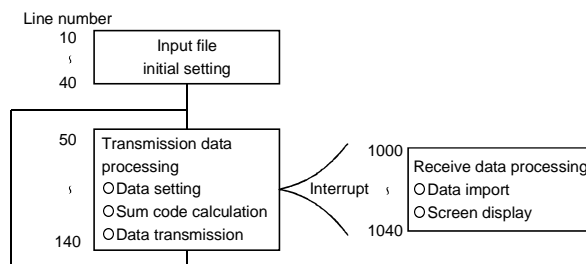 Line number
10
~
40
Input file
initial setting
50
~
140
Transmission data
processing
○Data setting
○Sum code calculation
○Data transmission
Interrupt
1000
~
1040
Receive data processing
○Data import
○Screen display